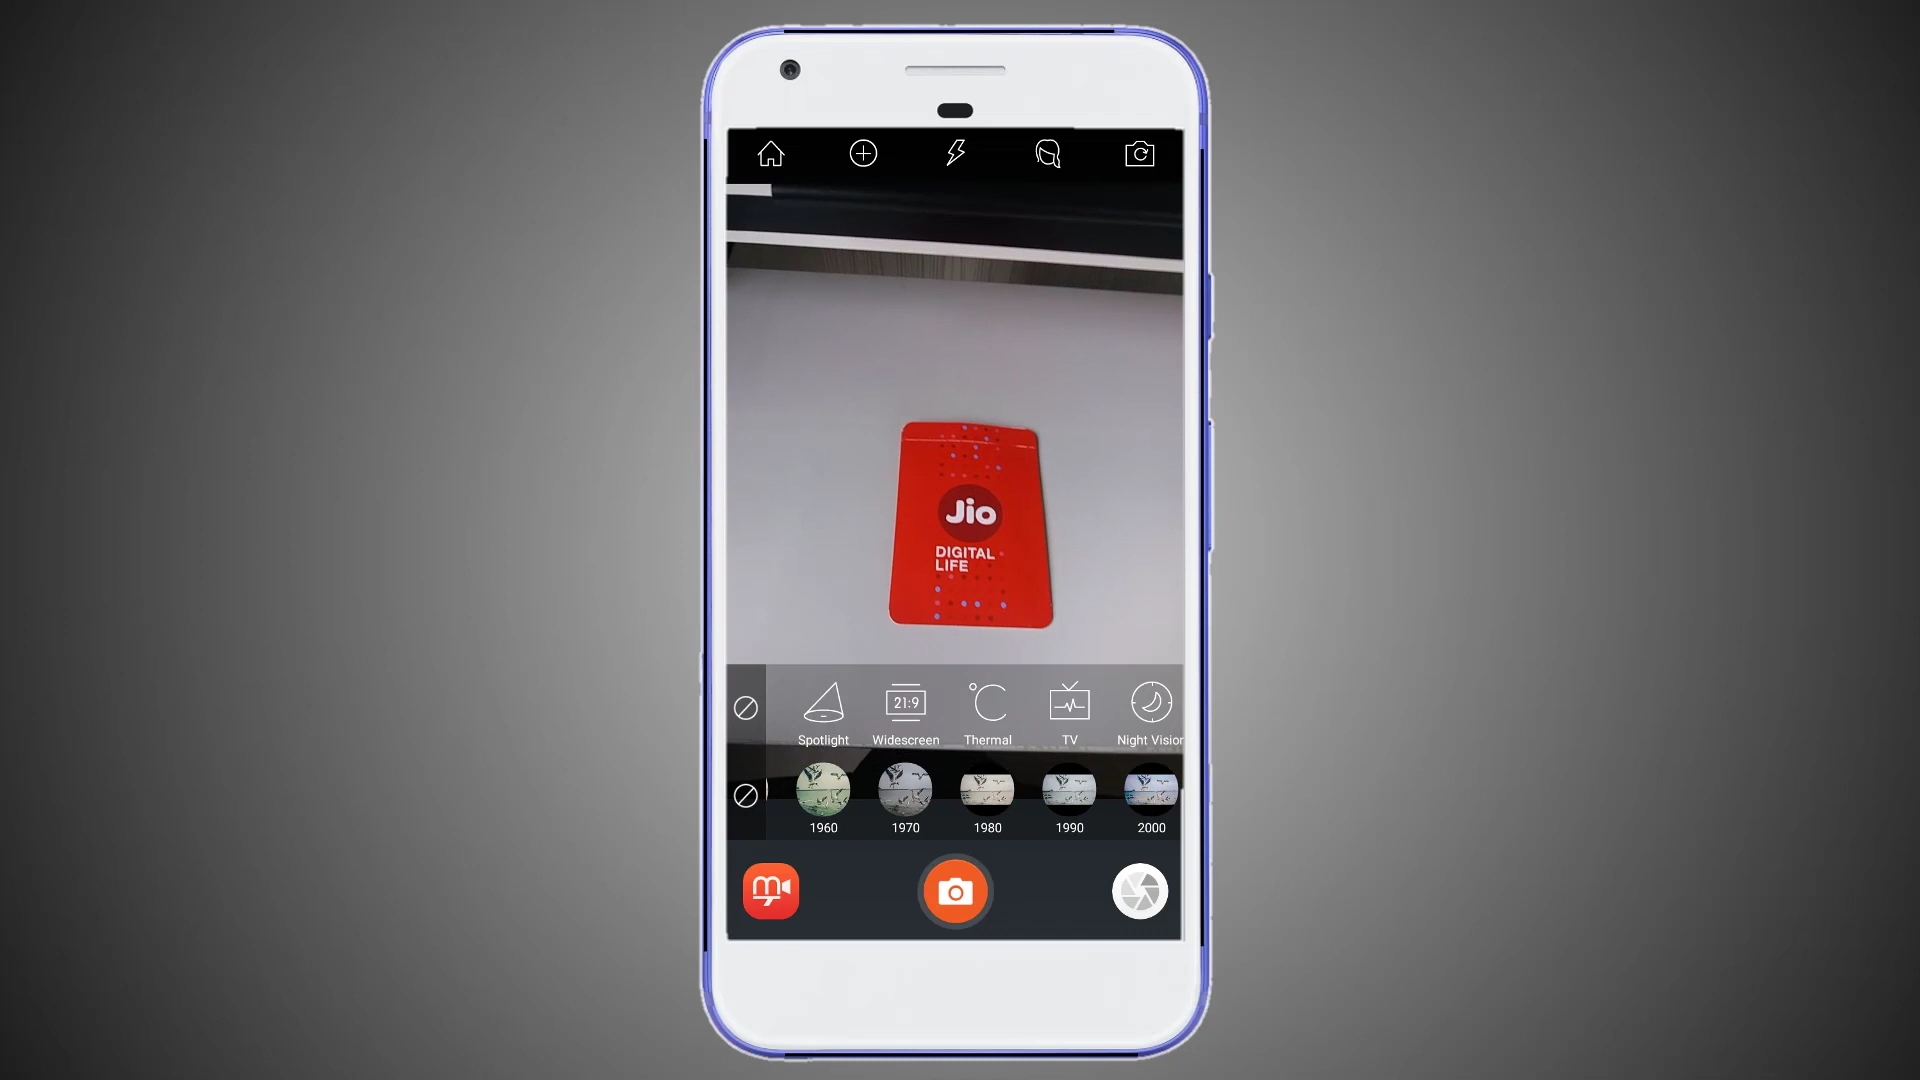 Jio
DIGITAL
LIFE
21:9
Spotlight
Widescreen
Thermal
TV
Night Vision
1960
1970
1980
1990
2000